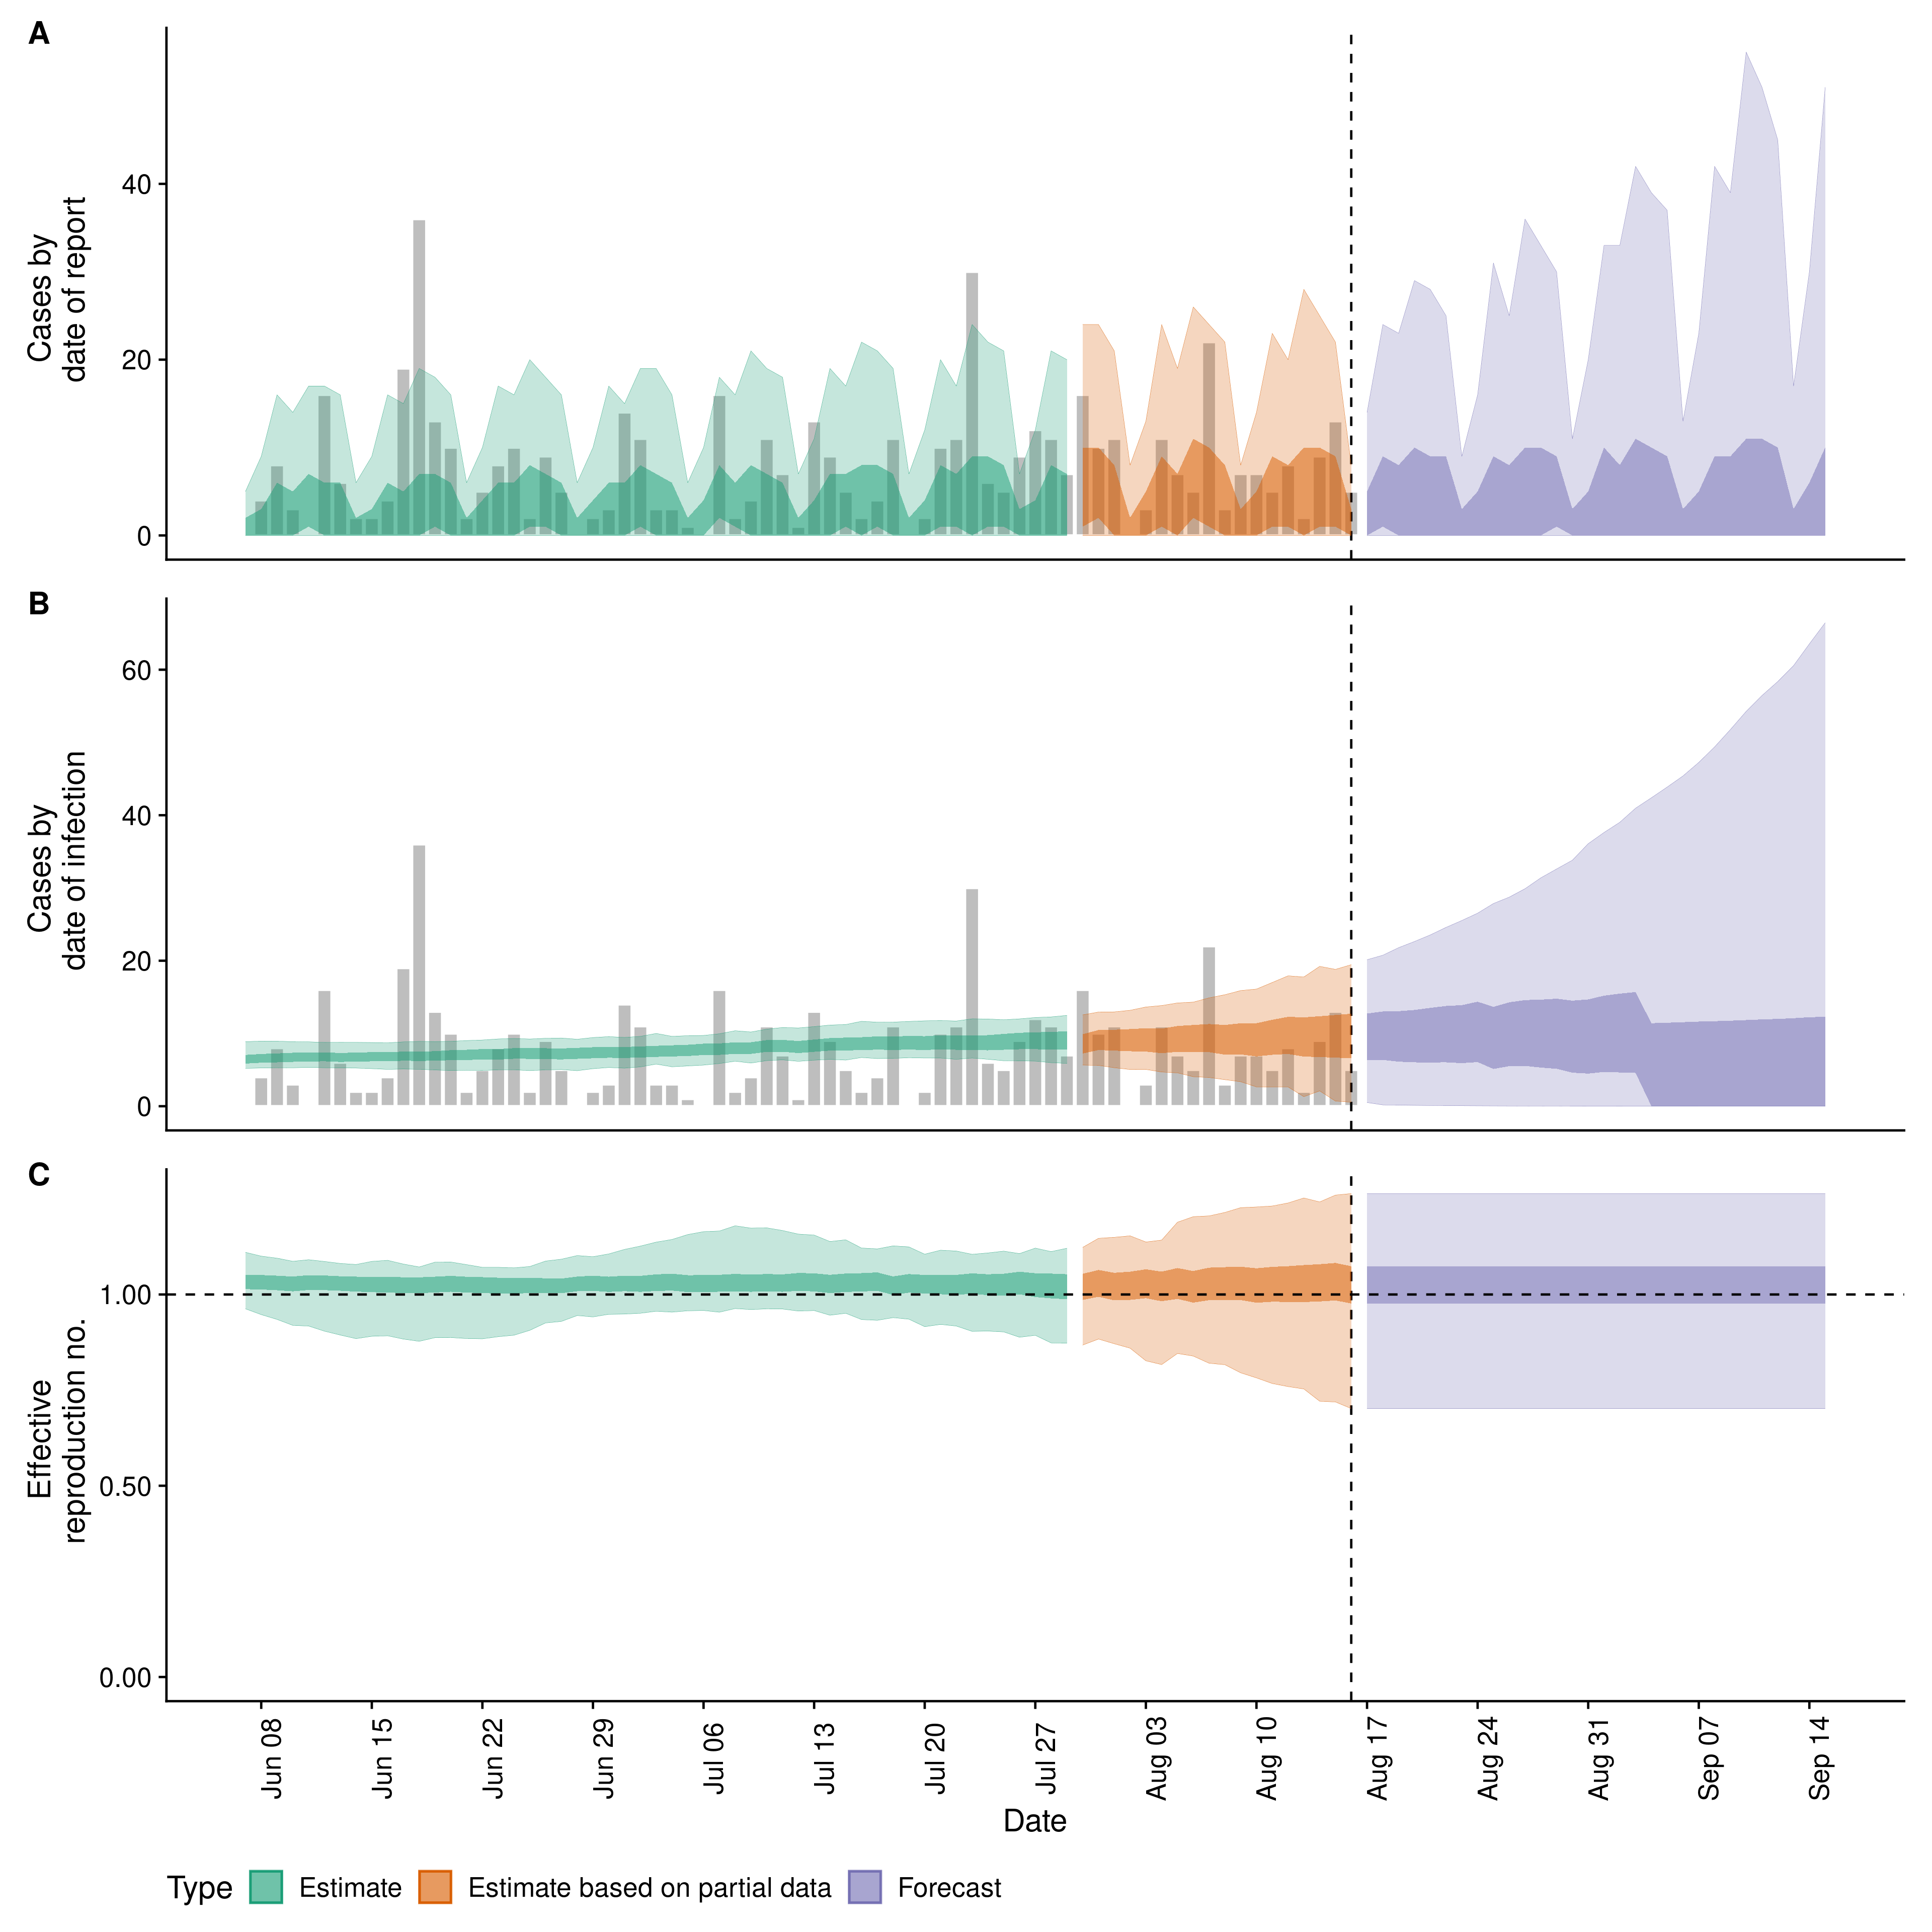 A
Cases by
date of report
40
20
0
B
Cases by
date of infection
60
40
20
0
C
Effective
reproduction no.
1.00
0.50
0.00
Jun 08
Jun 15
Jun 22
Jun 29
Jul 06
Jul 13
Jul 20
Jul 27
Aug 03
Aug 10
Aug 17
Aug 24
Aug 31
Sep 07
Sep 14
Date
Type Estimate Estimate based on partial data Forecast